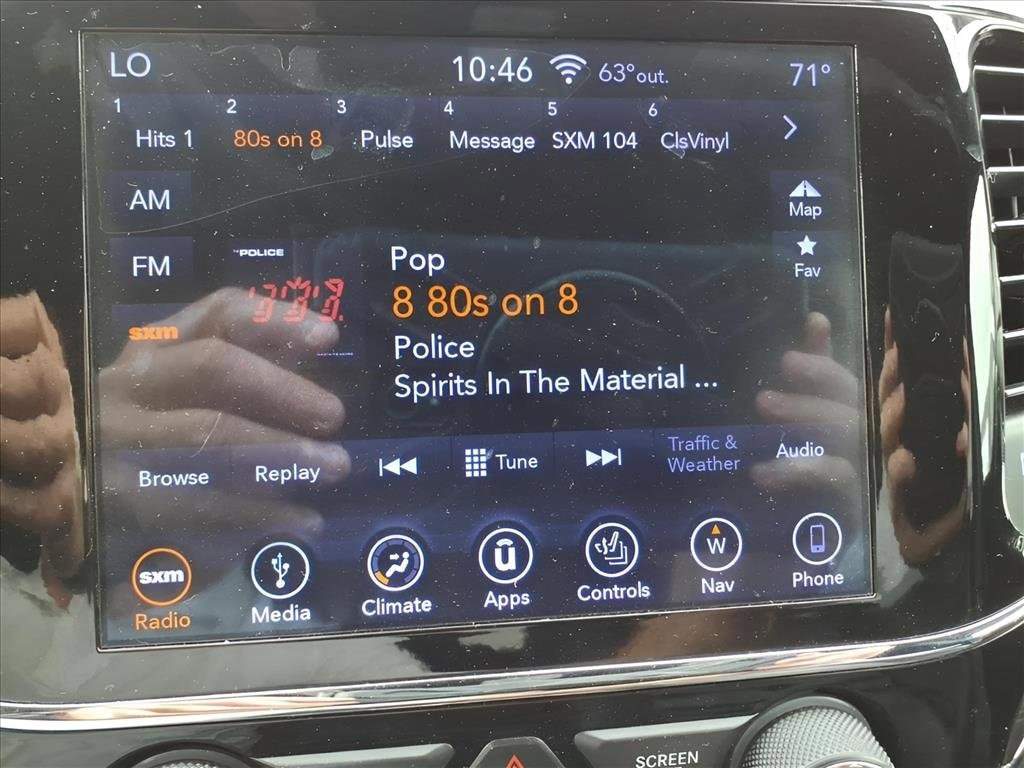 LO 10:46 63° out. 71°
1 2 3 4 5 6
Hits 1 80s on 8 Pulse Message SXM 104 ClsVinyl
AM
Map
FM
Fav
sxm
THE POLICE
Pop
8 80s on 8
Police
Spirits In The Material ...
Browse Replay Tune Traffic & Weather Audio
sxm
W
Radio Media Climate Apps Controls Nav Phone
SCREEN